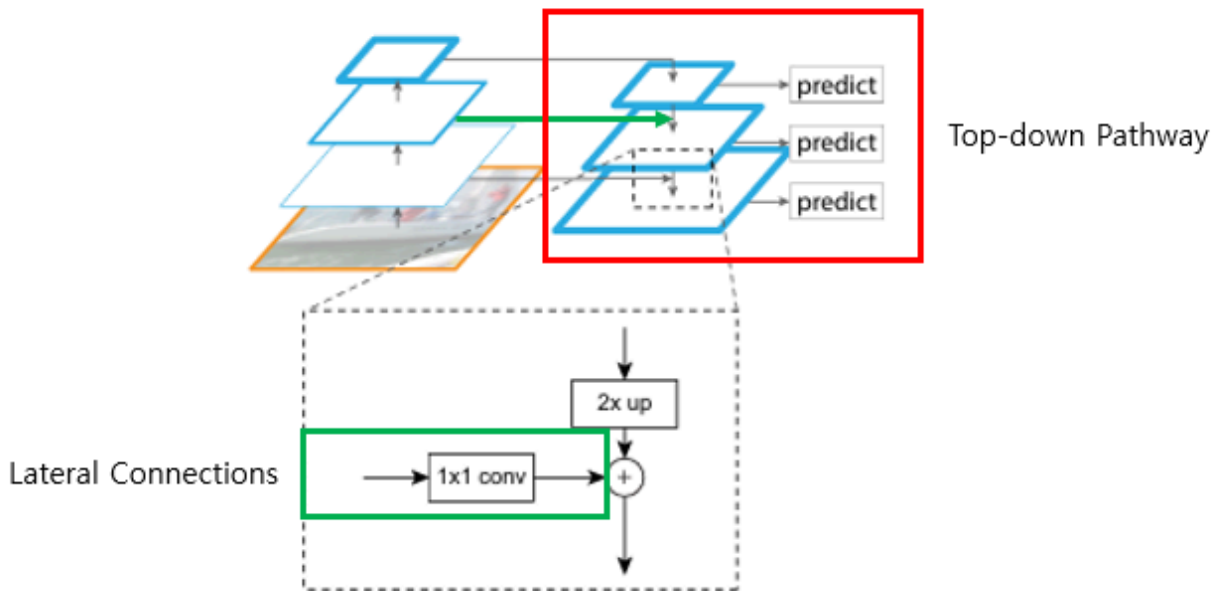 predict
Top-down Pathway
predict
predict
2x up
Lateral Connections
1x1 conv
+